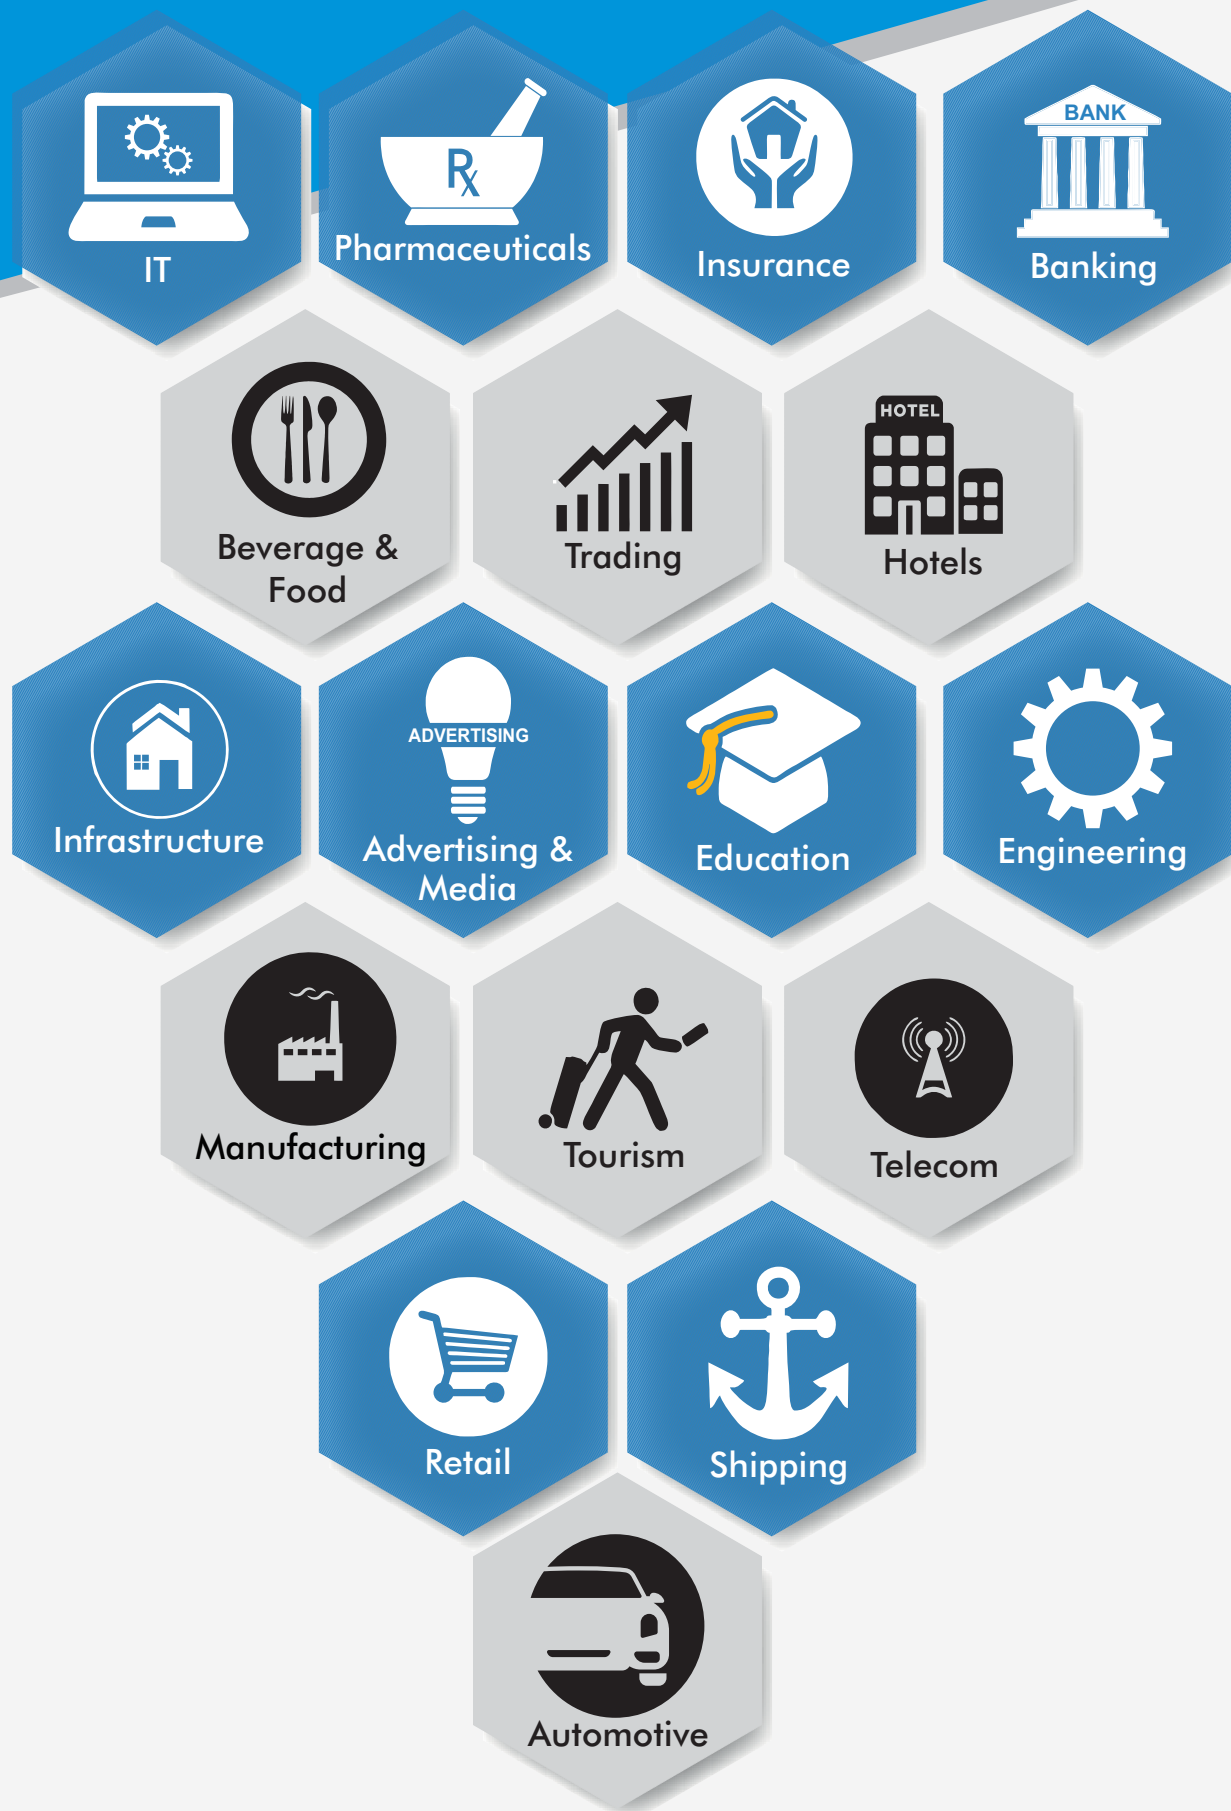 IT
Rx
Pharmaceuticals
Insurance
BANK
Banking
Beverage &
Food
Trading
HOTEL
Hotels
Infrastructure
ADVERTISING
Advertising &
Media
Education
Engineering
Manufacturing
Tourism
Telecom
Retail
Shipping
Automotive